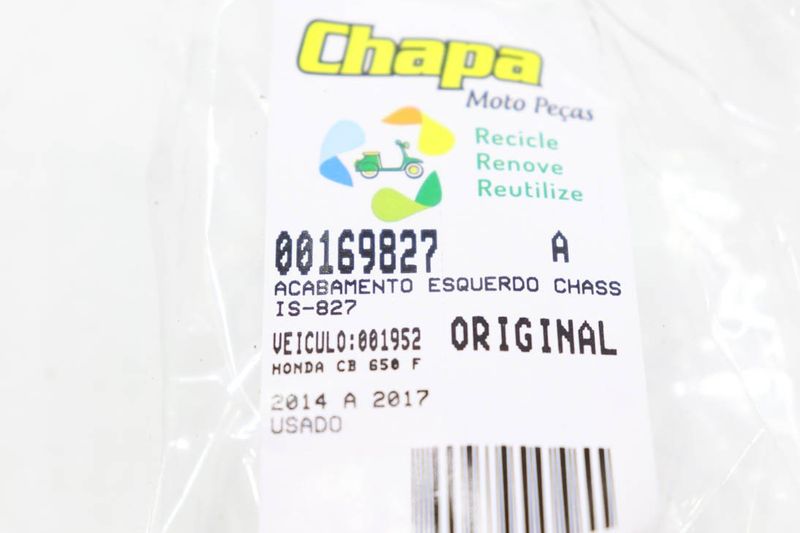 Chapa
Moto Peças
Recicle
Renove
Reutilize
00169827 A
ACABAMENTO ESQUERDO CHASS
IS-827
VEICULO:001952 ORIGINAL
HONDA CB 650 F
2014 A 2017
USADO